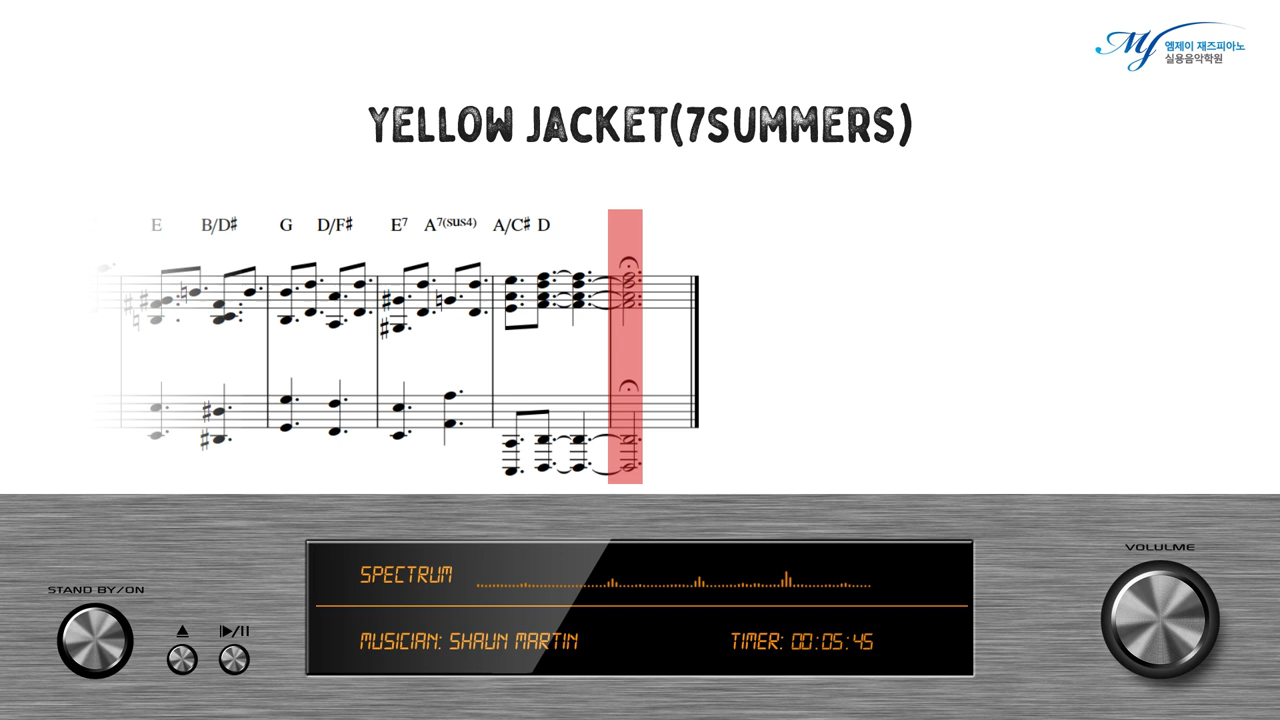 My 엠제이 재즈피아노
실용음악학원
YELLOW JACKET(7SUMMERS)
E B/D♯ G D/F♯ E7 A7(sus4) A/C♯ D
STAND BY/ON
VOLULME
SPECTRUM
MUSICIAN: SHAUN MARTIN TIMER: 00:05:45